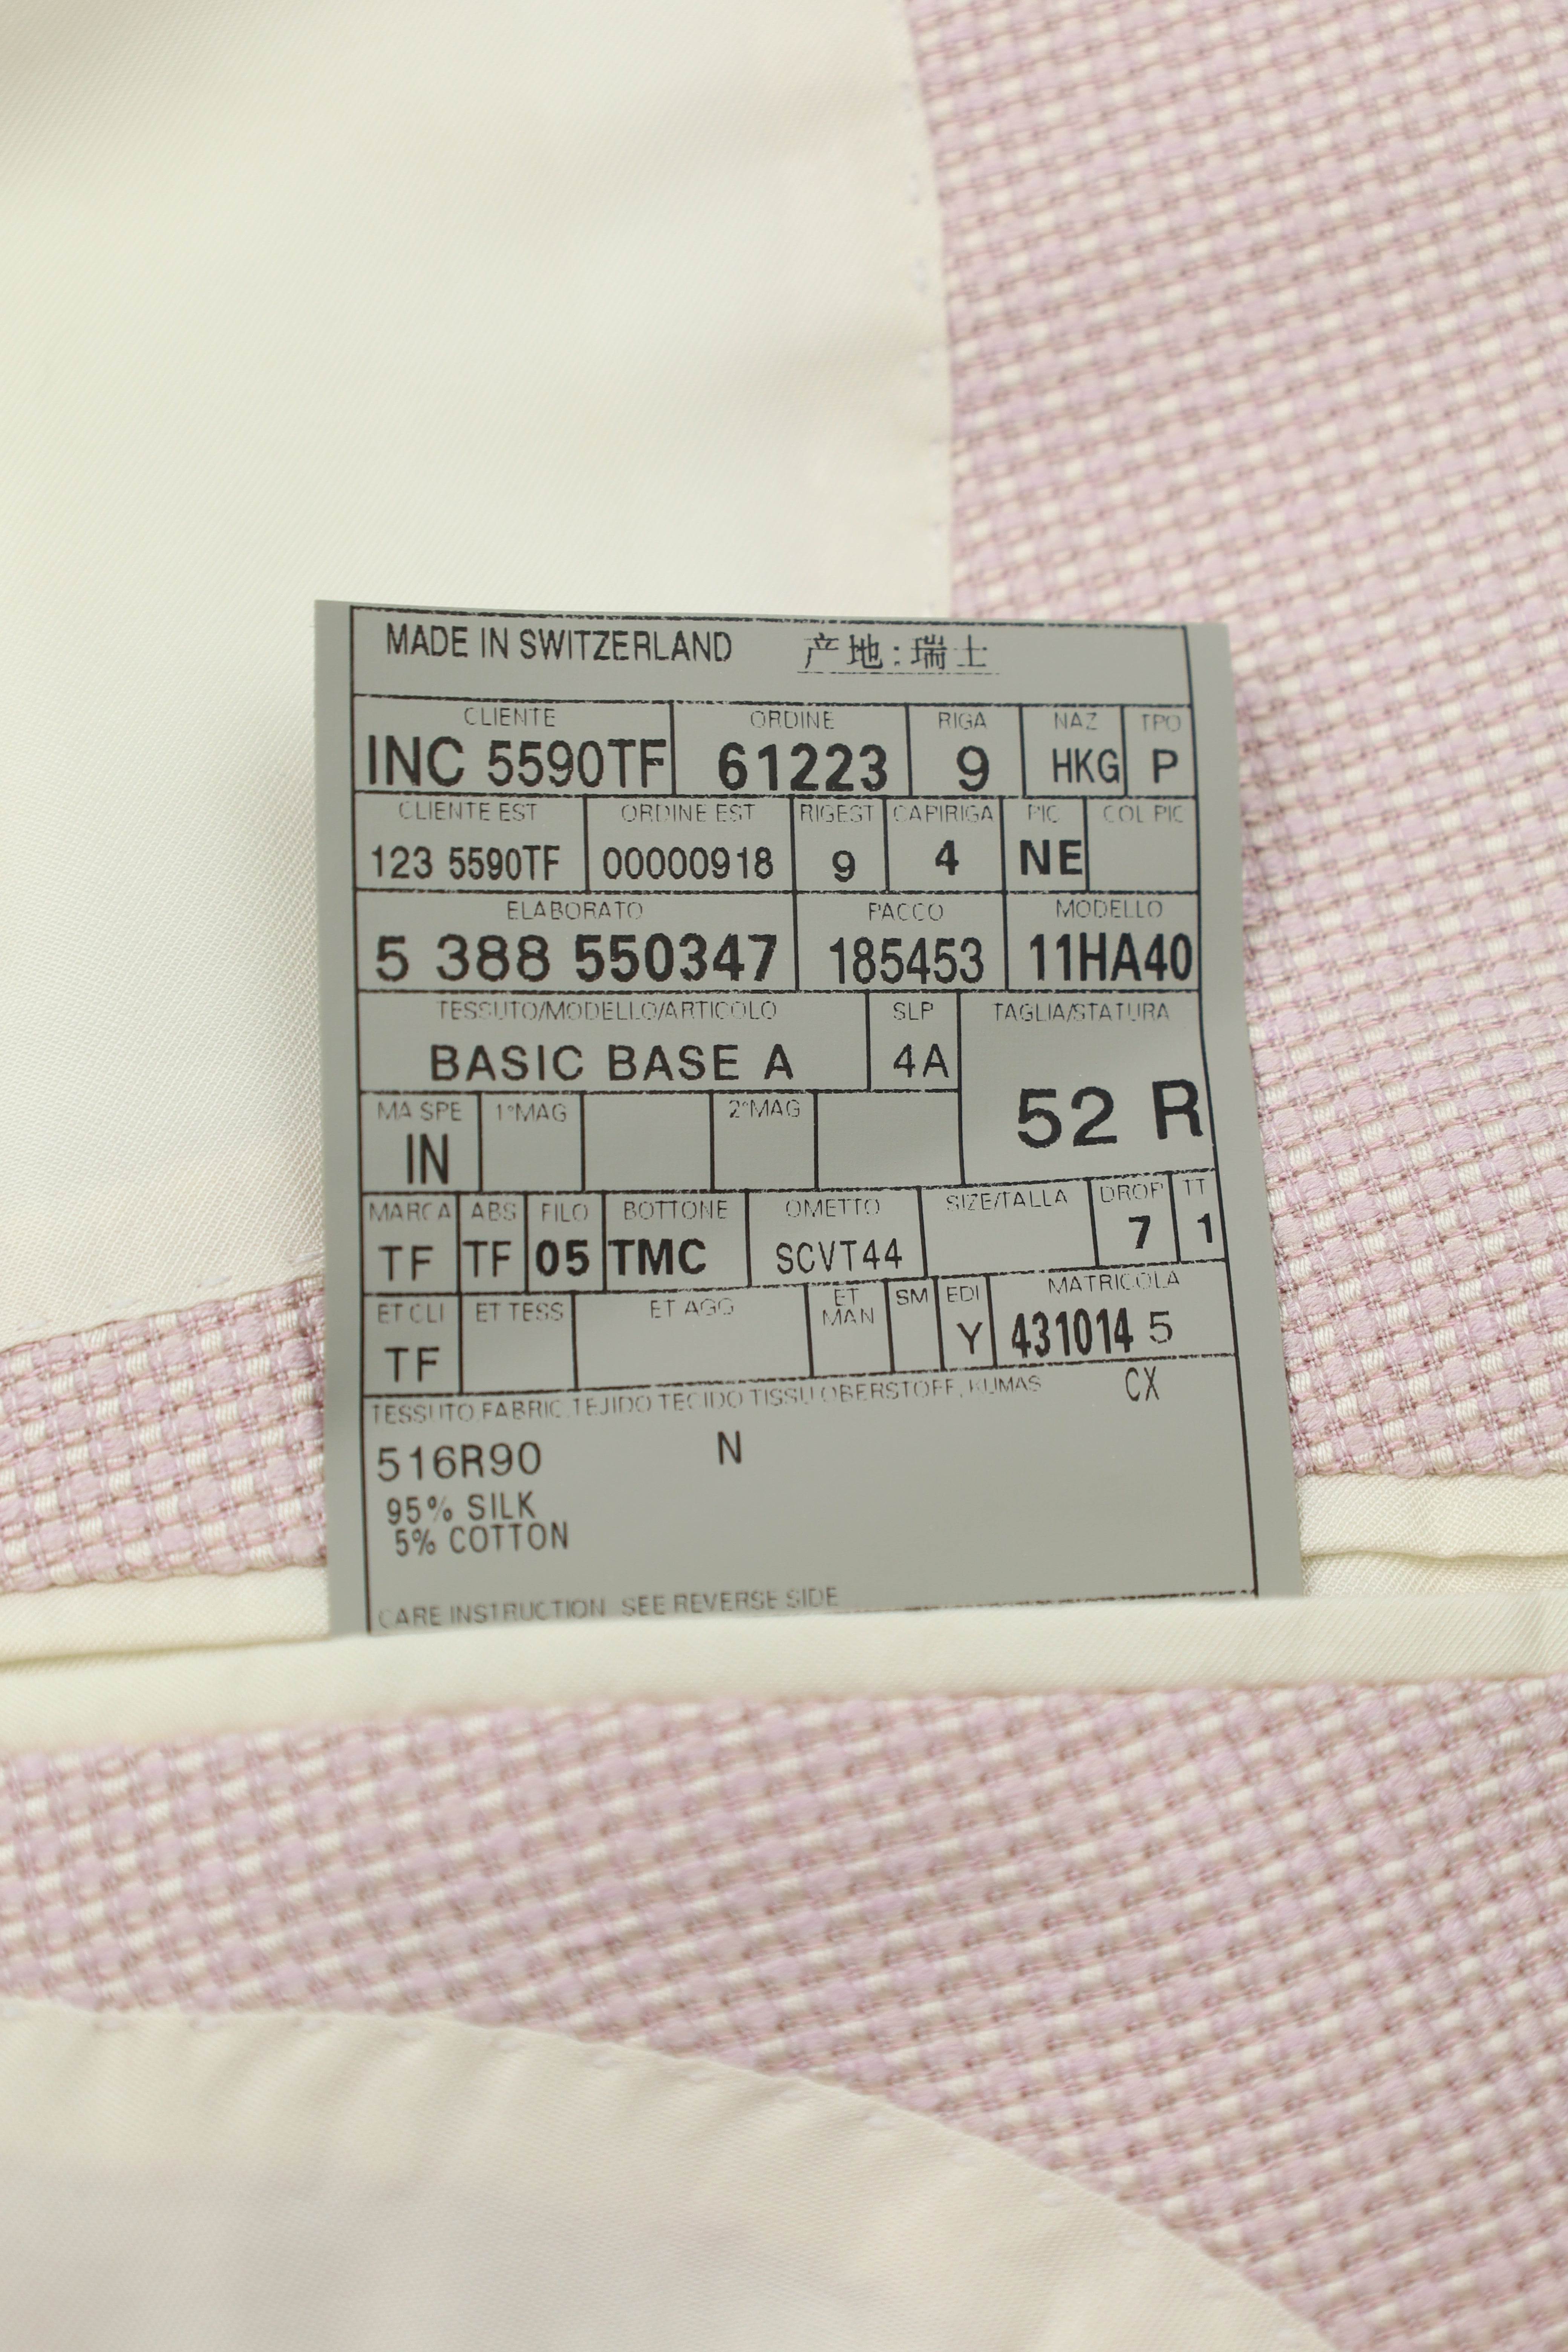 MADE IN SWITZERLAND 产地:瑞士
CLIENTE ORDINE RIGA NAZ TPO
INC 5590TF 61223 9 HKG P
CLIENTE EST ORDINE EST RIGEST CAPIRIGA PIC COL PIC
123 5590TF 00000918 9 4 NE
ELABORATO PACCO MODELLO
5 388 550347 185453 11HA40
TESSUTO/MODELLO/ARTICOLO SLP TAGLIA/STATURA
BASIC BASE A 4A 52 R
MA SPE 1°MAG 2°MAG
IN
MARCA ABS FILO BOTTONE OMETTO SIZE/TALLA DROP TT
TF TF 05 TMC SCVT44 7 1
ET CLI ET TESS ET AGG ET MAN SM EDI MATRICOLA
TF Y 431014 5
TESSUTO,FABRIC,TEJIDO TECIDO TISSU OBERSTOFF, KUMAS CX
516R90 N
95% SILK
5% COTTON
CARE INSTRUCTION SEE REVERSE SIDE